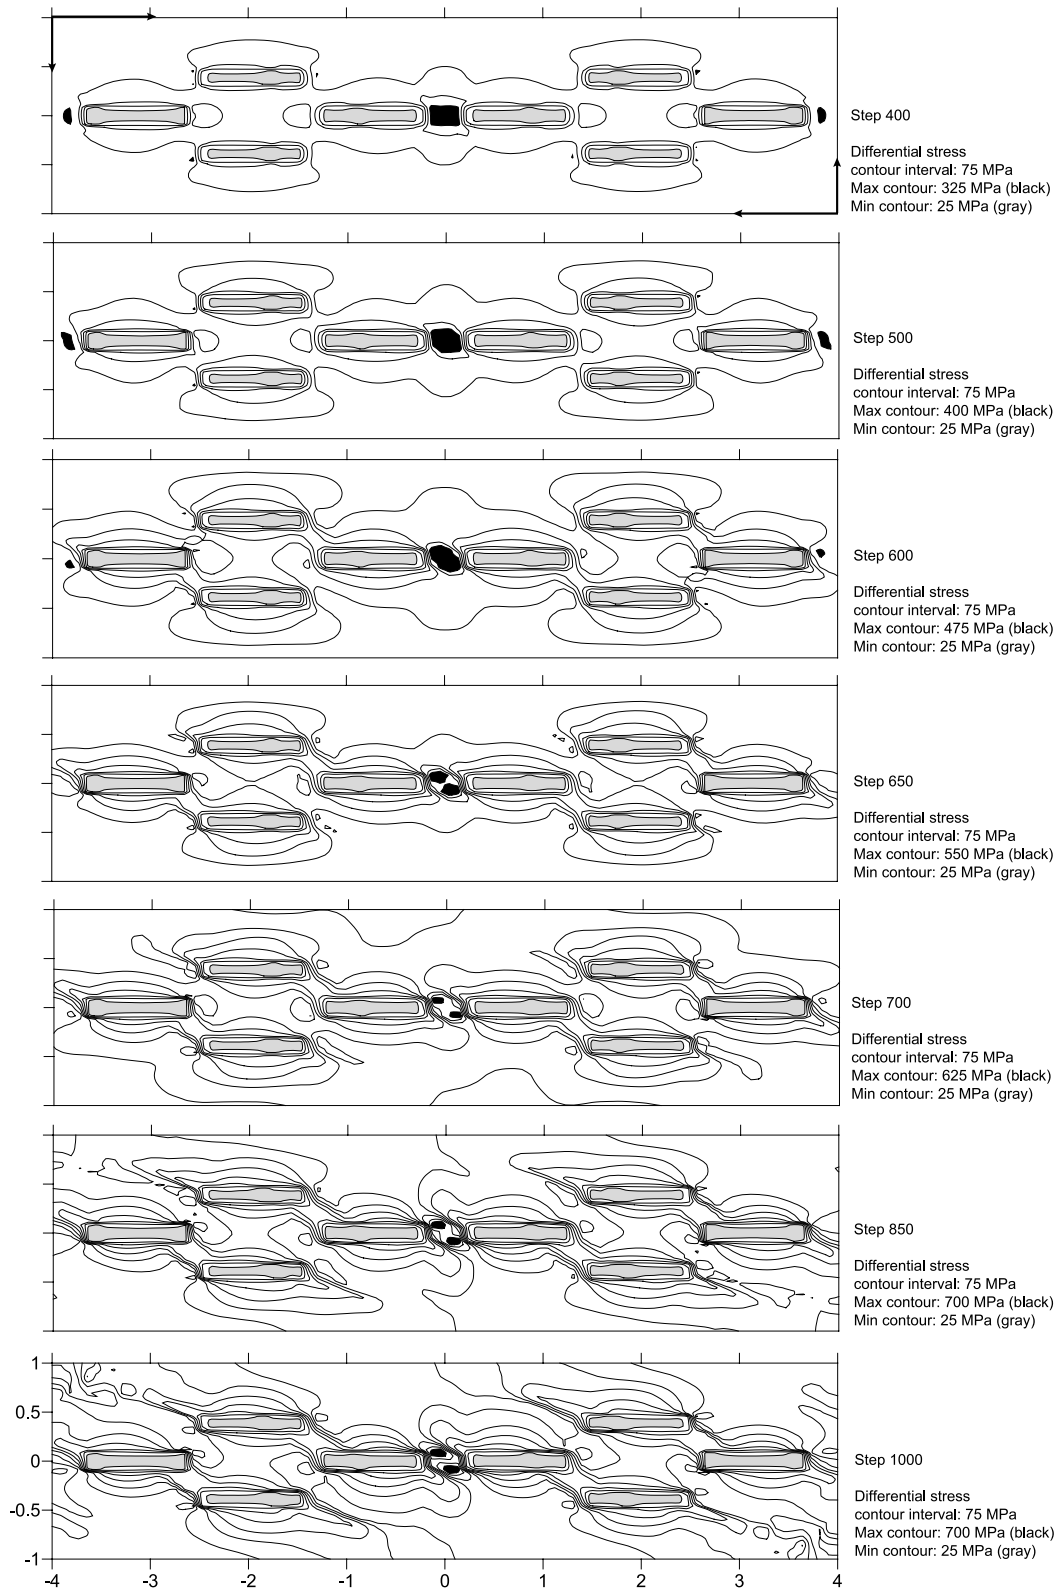 Step 400
Differential stress
contour interval: 75 MPa
Max contour: 325 MPa (black)
Min contour: 25 MPa (gray)
Step 500
Differential stress
contour interval: 75 MPa
Max contour: 400 MPa (black)
Min contour: 25 MPa (gray)
Step 600
Differential stress
contour interval: 75 MPa
Max contour: 475 MPa (black)
Min contour: 25 MPa (gray)
Step 650
Differential stress
contour interval: 75 MPa
Max contour: 550 MPa (black)
Min contour: 25 MPa (gray)
Step 700
Differential stress
contour interval: 75 MPa
Max contour: 625 MPa (black)
Min contour: 25 MPa (gray)
Step 850
Differential stress
contour interval: 75 MPa
Max contour: 700 MPa (black)
Min contour: 25 MPa (gray)
1
0.5
0
-0.5
-1
Step 1000
Differential stress
contour interval: 75 MPa
Max contour: 700 MPa (black)
Min contour: 25 MPa (gray)
-4 -3 -2 -1 0 1 2 3 4